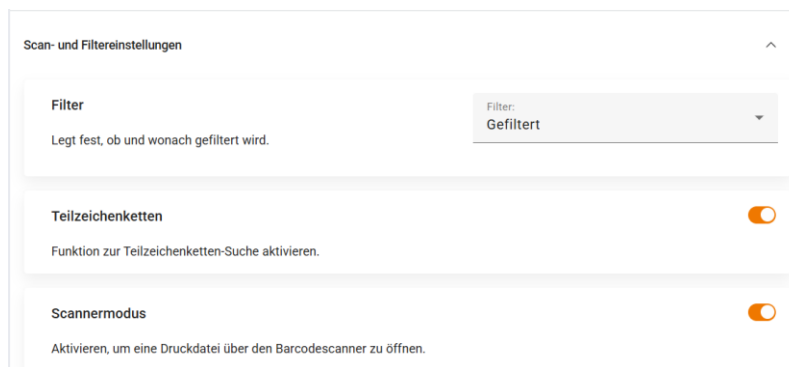 Scan- und Filtereinstellungen
Filter
Legt fest, ob und wonach gefiltert wird.
Filter:
Gefiltert
Teilzeichenketten
Funktion zur Teilzeichenketten-Suche aktivieren.
Scannermodus
Aktivieren, um eine Druckdatei über den Barcodescanner zu öffnen.